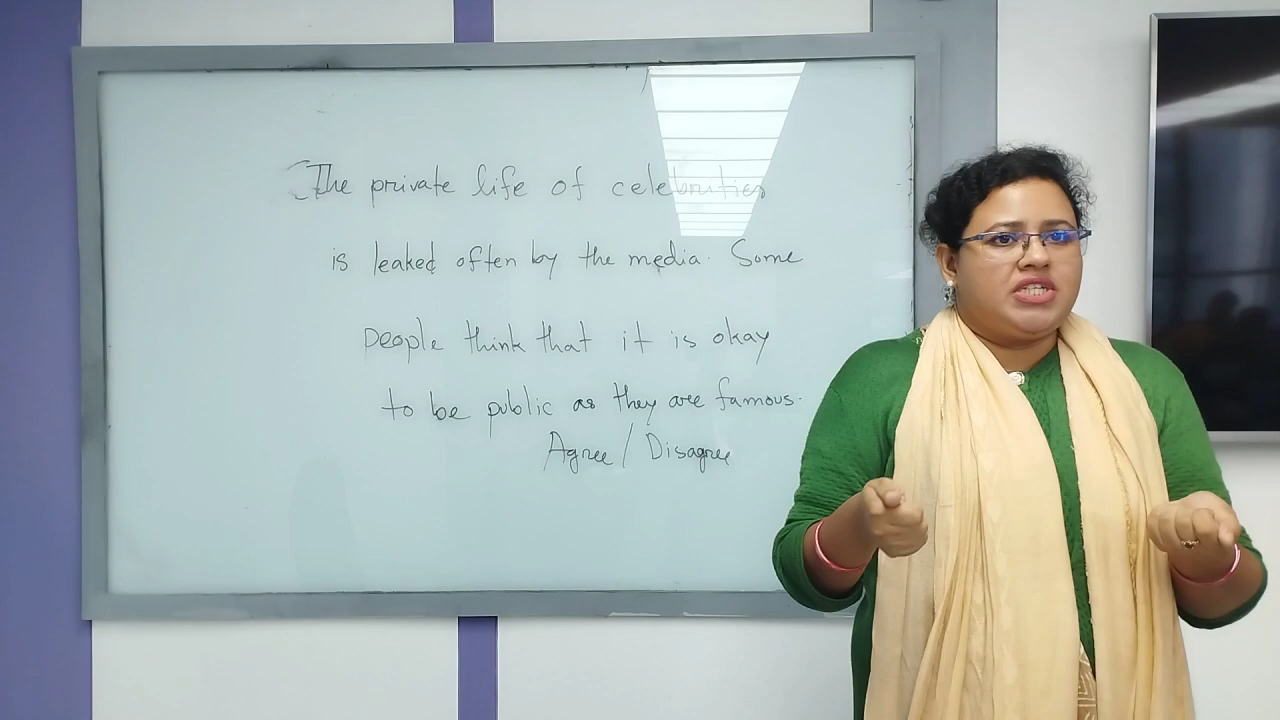 The private life of celebrities
is leaked often by the media. Some
people think that it is okay
to be public as they are famous.
Agree / Disagree